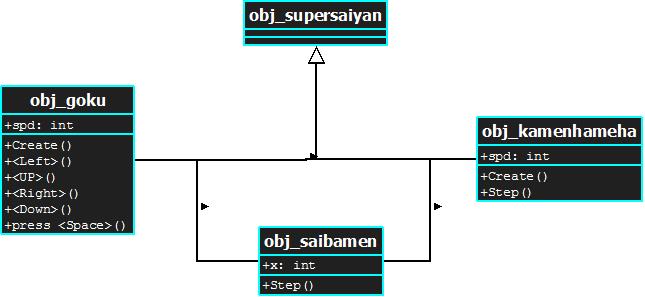 obj_supersaiyan
obj_goku
+spd: int
+Create()
+<Left>()
+<UP>()
+<Right>()
+<Down>()
+press <Space>()
obj_kamenhameha
+spd: int
+Create()
+Step()
obj_saibamen
+x: int
+Step()